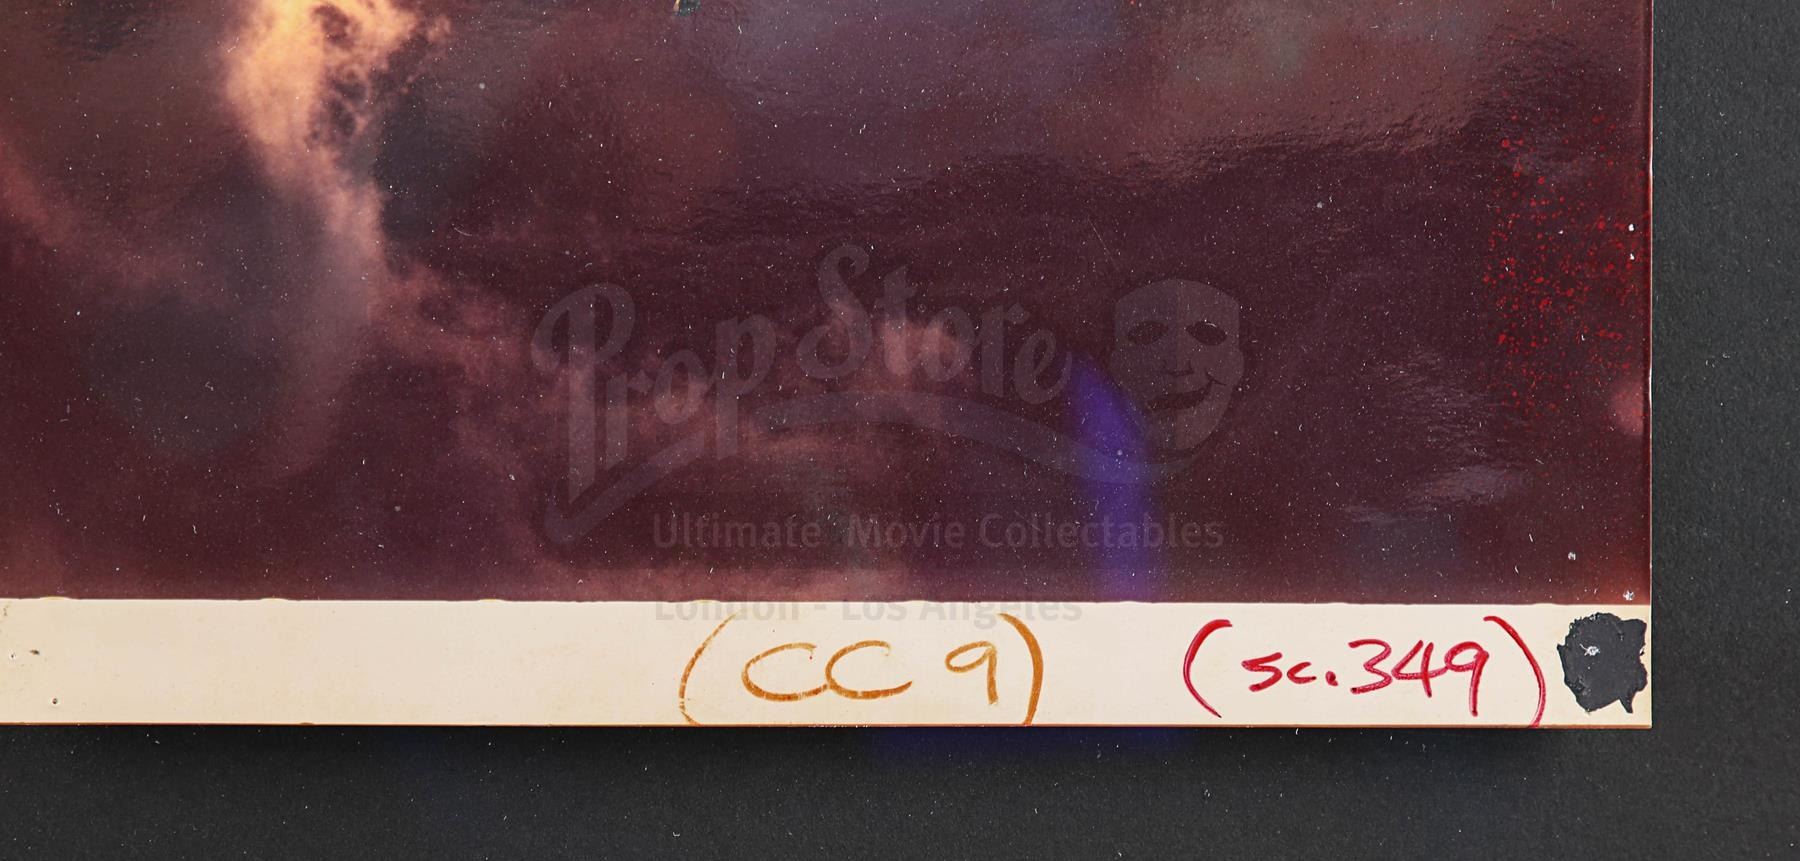 Prop Store
Ultimate Movie Collectables
London - Los Angeles
(CC 9) (sc.349)